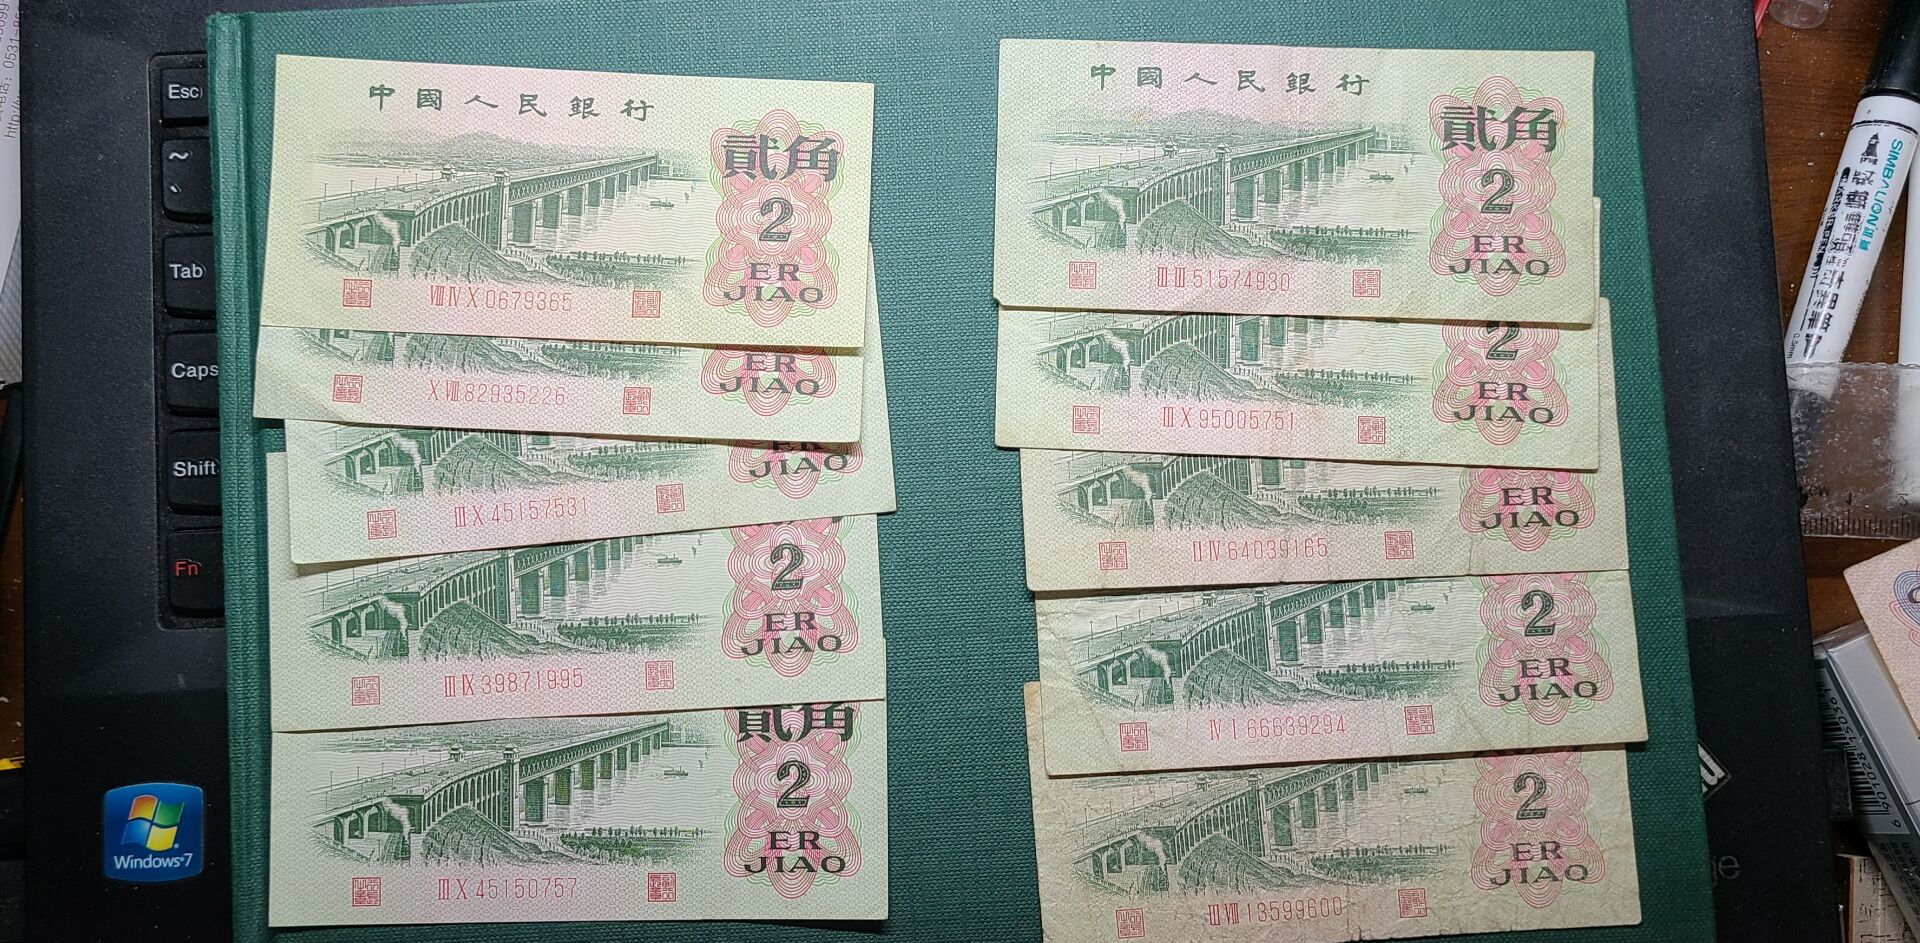 Esc
~
Tab
Caps
Shift
Fn
Windows 7
中國人民銀行
貳角
2
ER
JIAO
Ⅷ Ⅳ Ⅹ 0679365
ER
JIAO
Ⅹ Ⅷ 82935226
ER
JIAO
Ⅲ Ⅹ 45157531
2
ER
JIAO
Ⅲ Ⅸ 39871995
貳角
2
ER
JIAO
Ⅲ Ⅹ 45150757
中國人民銀行
貳角
2
ER
JIAO
Ⅲ Ⅲ 51574930
2
ER
JIAO
Ⅲ Ⅹ 95005751
ER
JIAO
Ⅱ Ⅳ 64039165
2
ER
JIAO
Ⅳ Ⅰ 66639294
2
ER
JIAO
Ⅲ Ⅶ 13599600
SIMBALION